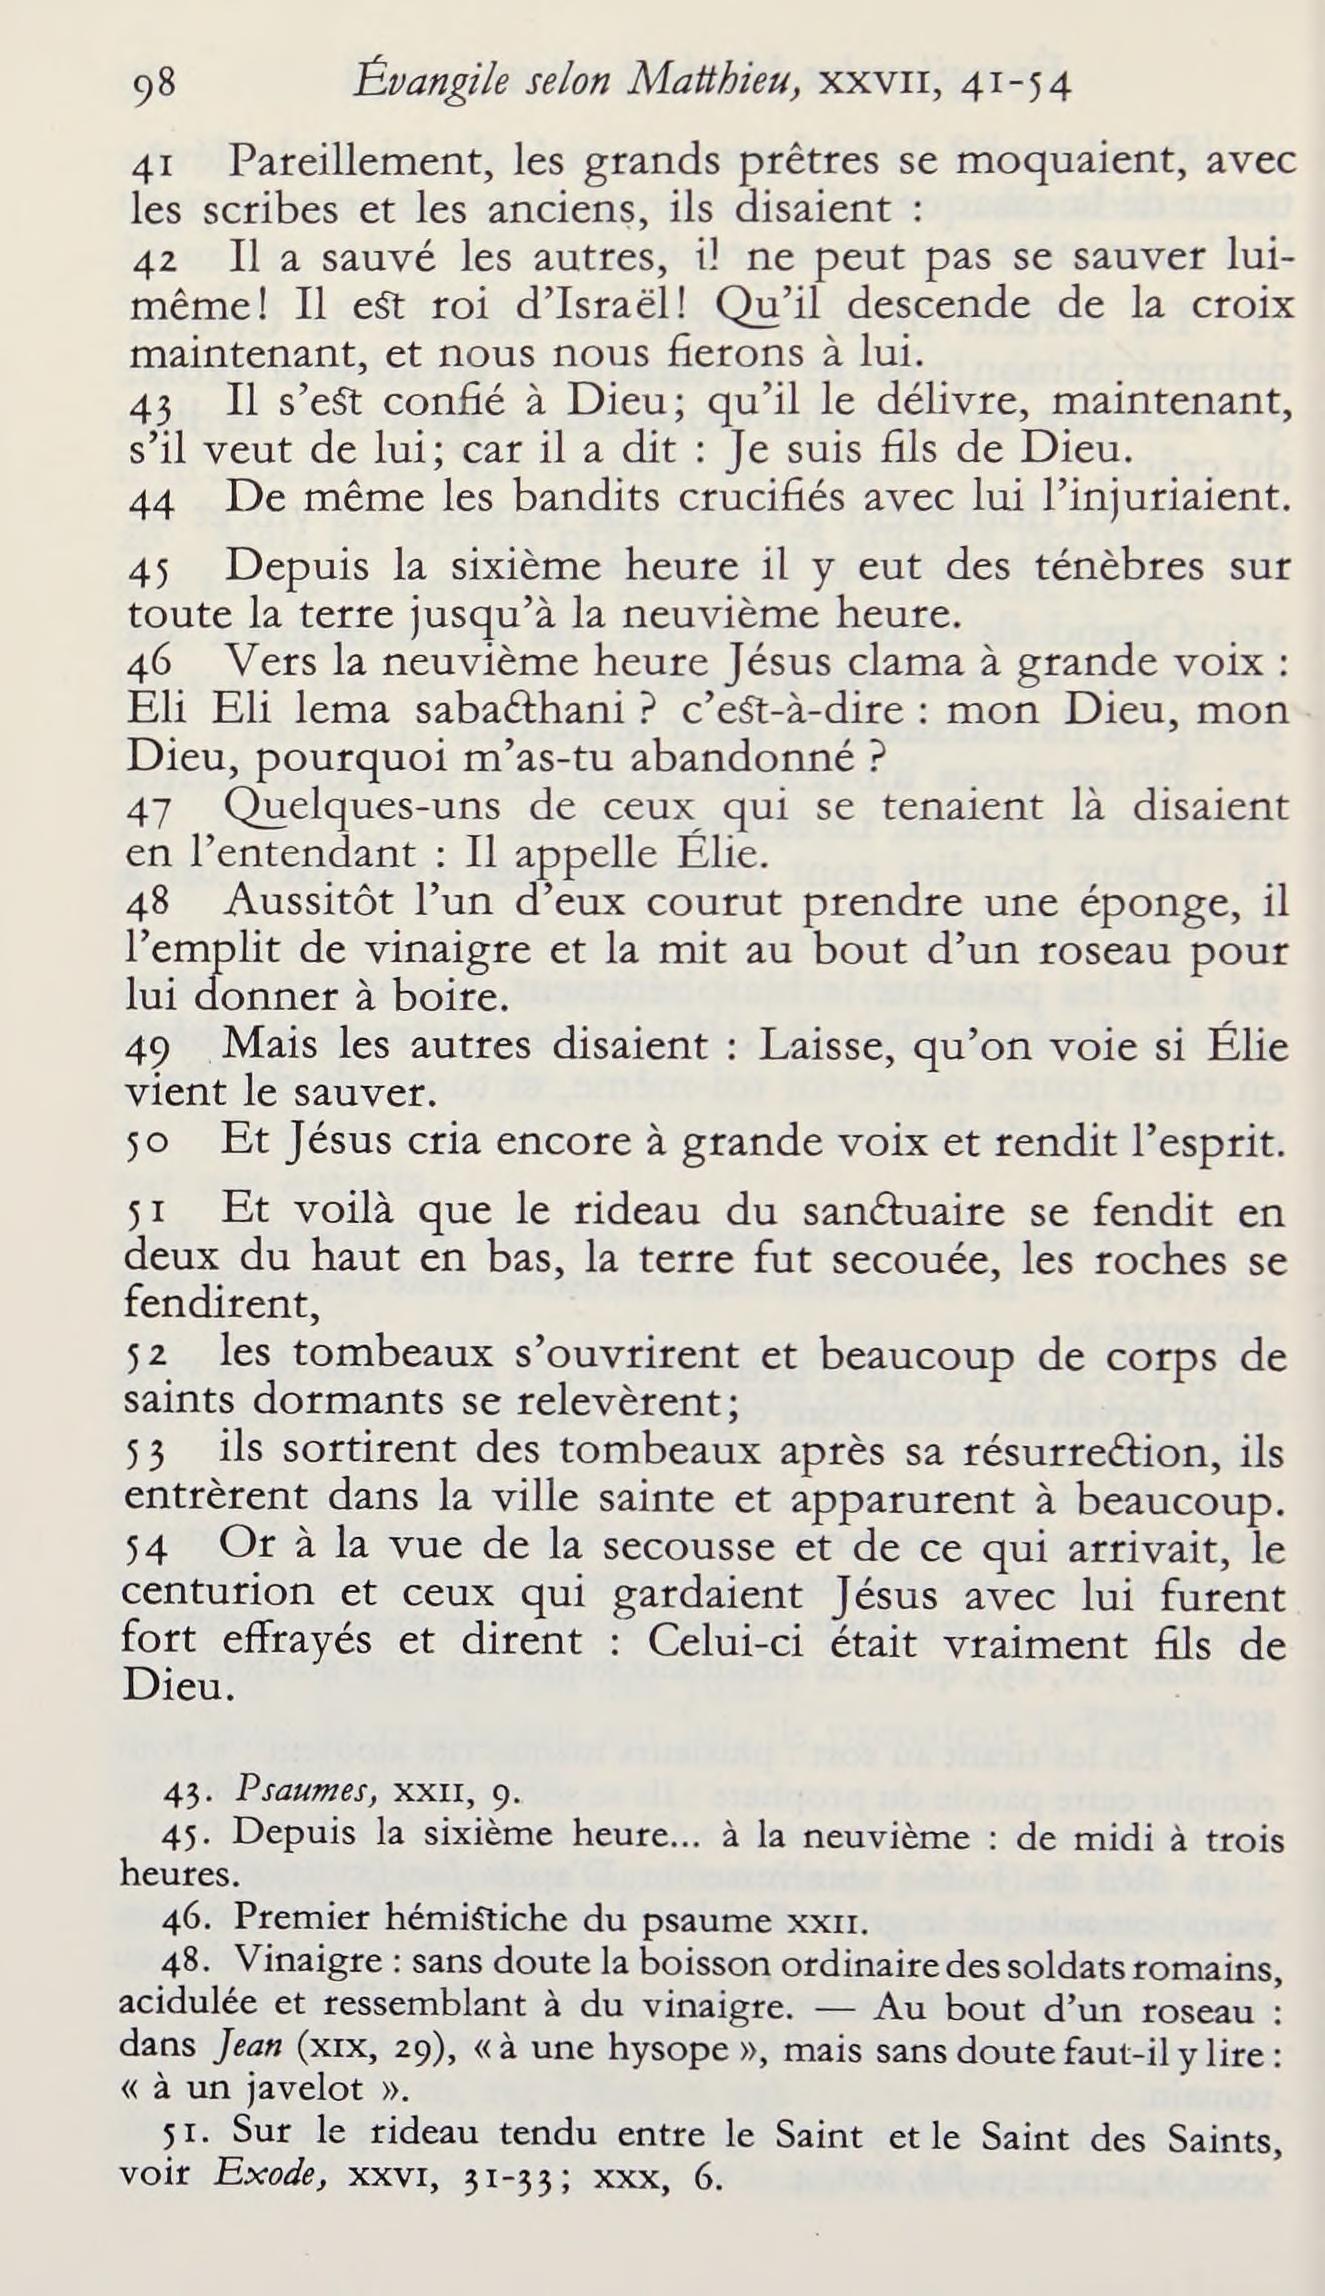 98 Évangile selon Matthieu, XXVII, 41-54
41 Pareillement, les grands prêtres se moquaient, avec
les scribes et les anciens, ils disaient :
42 Il a sauvé les autres, il ne peut pas se sauver lui-
même! Il est roi d’Israël! Qu’il descende de la croix
maintenant, et nous nous fierons à lui.
43 Il s’est confié à Dieu; qu’il le délivre, maintenant,
s’il veut de lui; car il a dit : Je suis fils de Dieu.
44 De même les bandits crucifiés avec lui l’injuriaient.
45 Depuis la sixième heure il y eut des ténèbres sur
toute la terre jusqu’à la neuvième heure.
46 Vers la neuvième heure Jésus clama à grande voix :
Eli Eli lema sabacthani ? c’est-à-dire : mon Dieu, mon
Dieu, pourquoi m’as-tu abandonné ?
47 Quelques-uns de ceux qui se tenaient là disaient
en l’entendant : Il appelle Élie.
48 Aussitôt l’un d’eux courut prendre une éponge, il
l’emplit de vinaigre et la mit au bout d’un roseau pour
lui donner à boire.
49 Mais les autres disaient : Laisse, qu’on voie si Élie
vient le sauver.
50 Et Jésus cria encore à grande voix et rendit l’esprit.
51 Et voilà que le rideau du sanctuaire se fendit en
deux du haut en bas, la terre fut secouée, les roches se
fendirent,
52 les tombeaux s’ouvrirent et beaucoup de corps de
saints dormants se relevèrent;
53 ils sortirent des tombeaux après sa résurrection, ils
entrèrent dans la ville sainte et apparurent à beaucoup.
54 Or à la vue de la secousse et de ce qui arrivait, le
centurion et ceux qui gardaient Jésus avec lui furent
fort effrayés et dirent : Celui-ci était vraiment fils de
Dieu.
43. Psaumes, XXII, 9.
45. Depuis la sixième heure... à la neuvième : de midi à trois
heures.
46. Premier hémistiche du psaume XXII.
48. Vinaigre : sans doute la boisson ordinaire des soldats romains,
acidulée et ressemblant à du vinaigre. — Au bout d’un roseau :
dans Jean (XIX, 29), « à une hysope », mais sans doute faut-il y lire :
« à un javelot ».
51. Sur le rideau tendu entre le Saint et le Saint des Saints,
voir Exode, XXVI, 31-33; XXX, 6.